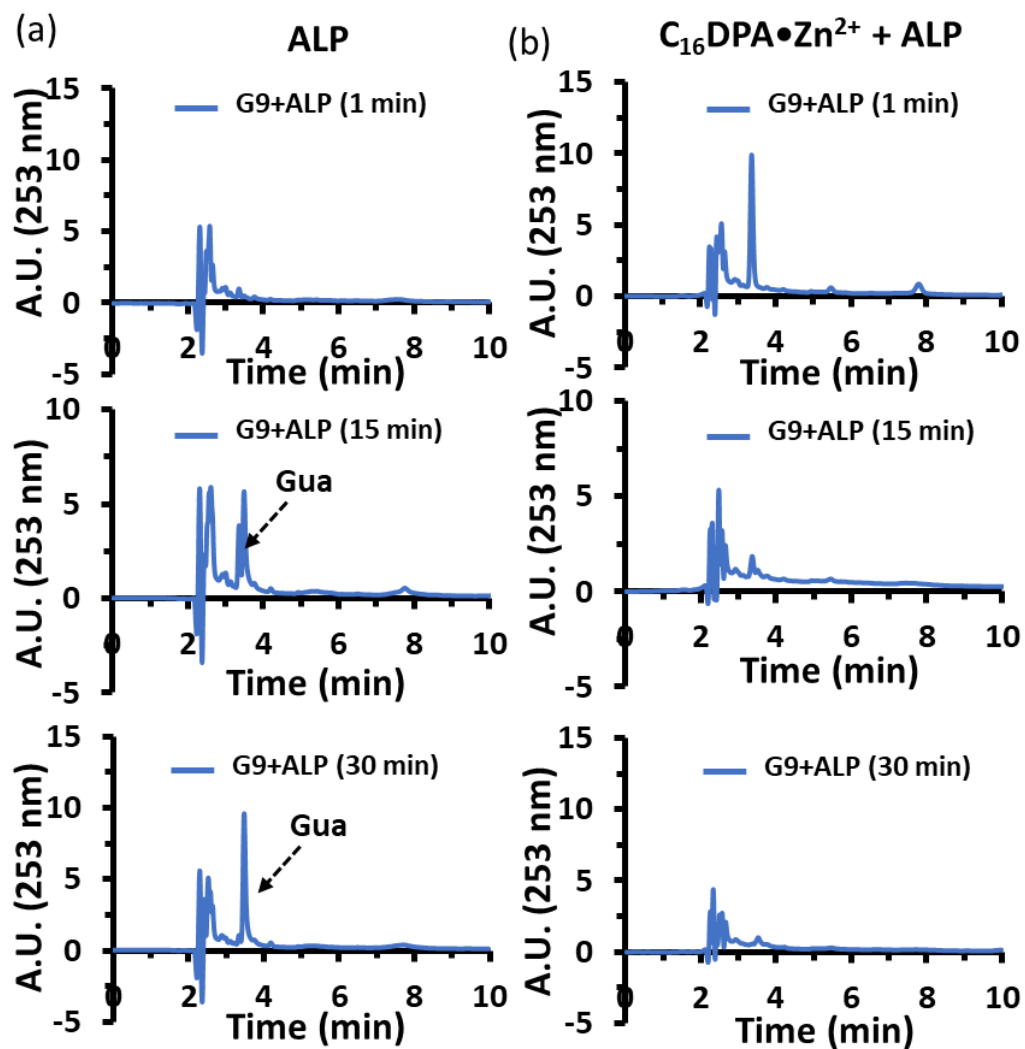 (a)
ALP
(b)
C₁₆DPA•Zn²⁺ + ALP
A.U. (253 nm)
15
10
5
0
-5
G9+ALP (1 min)
0 2 4 6 8 10
Time (min)
A.U. (253 nm)
15
10
5
0
-5
G9+ALP (1 min)
0 2 4 6 8 10
Time (min)
A.U. (253 nm)
10
5
0
-5
G9+ALP (15 min)
Gua
0 2 4 6 8 10
Time (min)
A.U. (253 nm)
10
5
0
-5
G9+ALP (15 min)
0 2 4 6 8 10
Time (min)
A.U. (253 nm)
15
10
5
0
-5
G9+ALP (30 min)
Gua
0 2 4 6 8 10
Time (min)
A.U. (253 nm)
15
10
5
0
-5
G9+ALP (30 min)
0 2 4 6 8 10
Time (min)